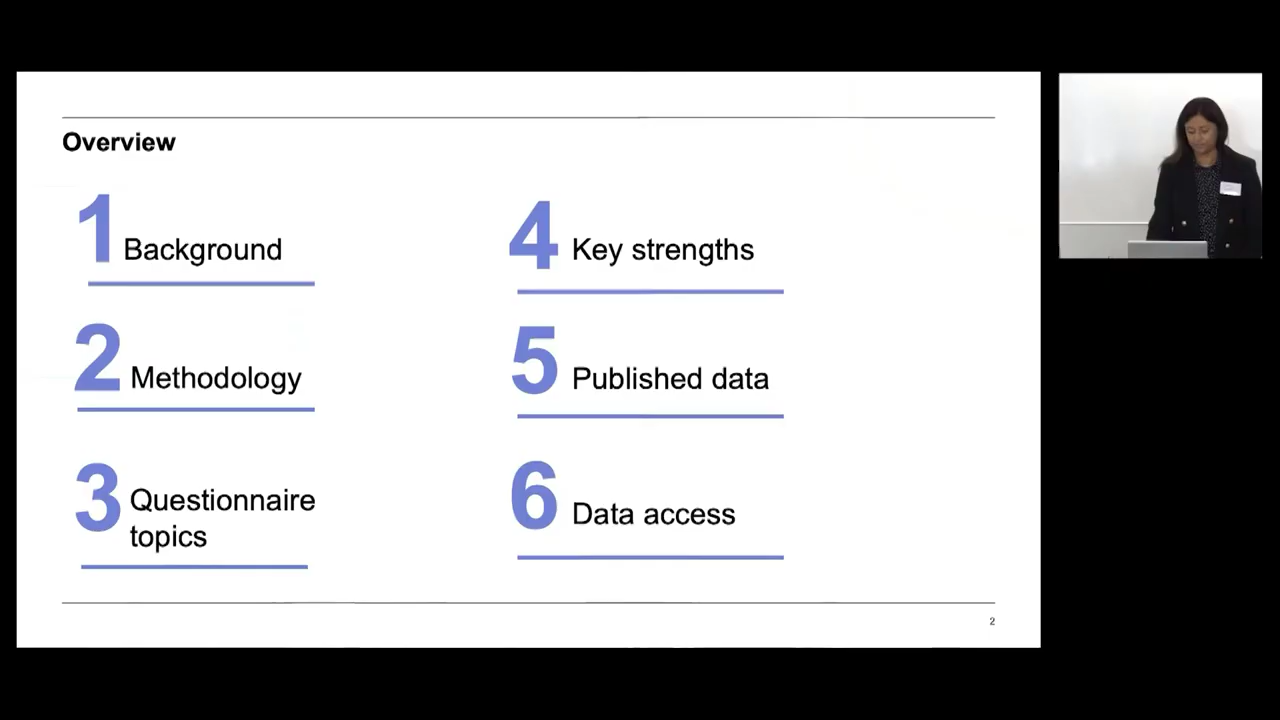 Overview
1 Background
2 Methodology
3 Questionnaire
topics
4 Key strengths
5 Published data
6 Data access
2